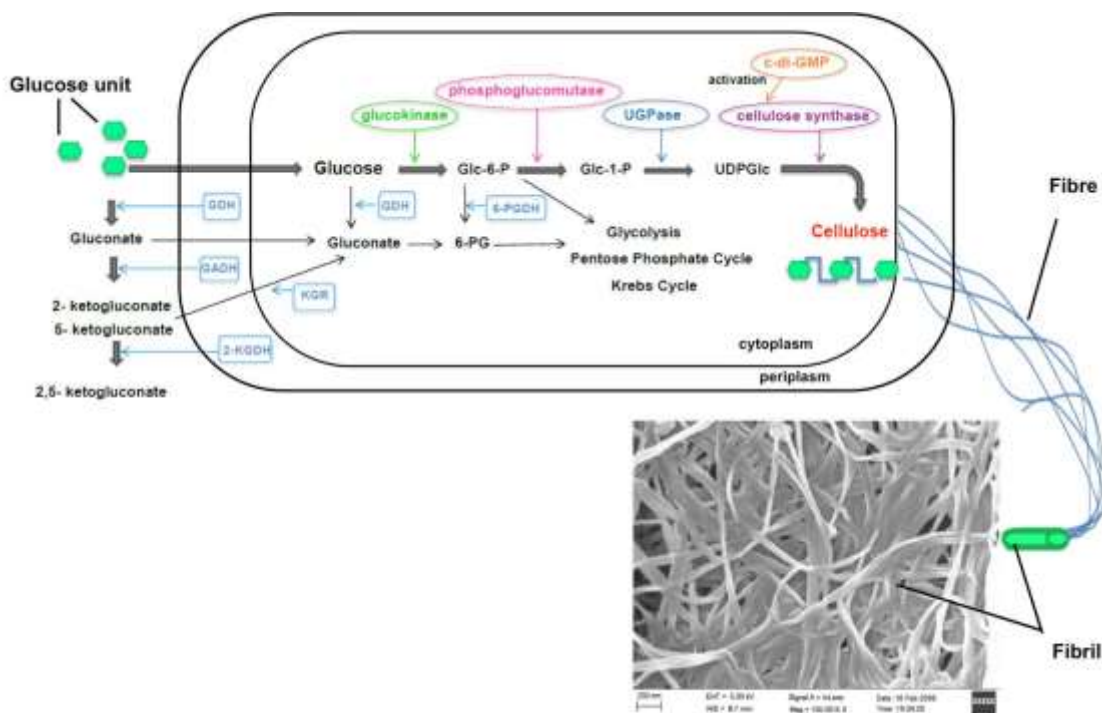 Glucose unit
c-di-GMP
activation
phosphoglucomutase
glucokinase
UGPase
cellulose synthase
Glucose
Glc-6-P
Glc-1-P
UDPGlc
GDH
GDH
6-PGDH
Fibre
Gluconate
Gluconate
6-PG
Glycolysis
Cellulose
Pentose Phosphate Cycle
GADH
Krebs Cycle
KGR
2- ketogluconate
5- ketogluconate
2-KGDH
cytoplasm
periplasm
2,5- ketogluconate
Fibril